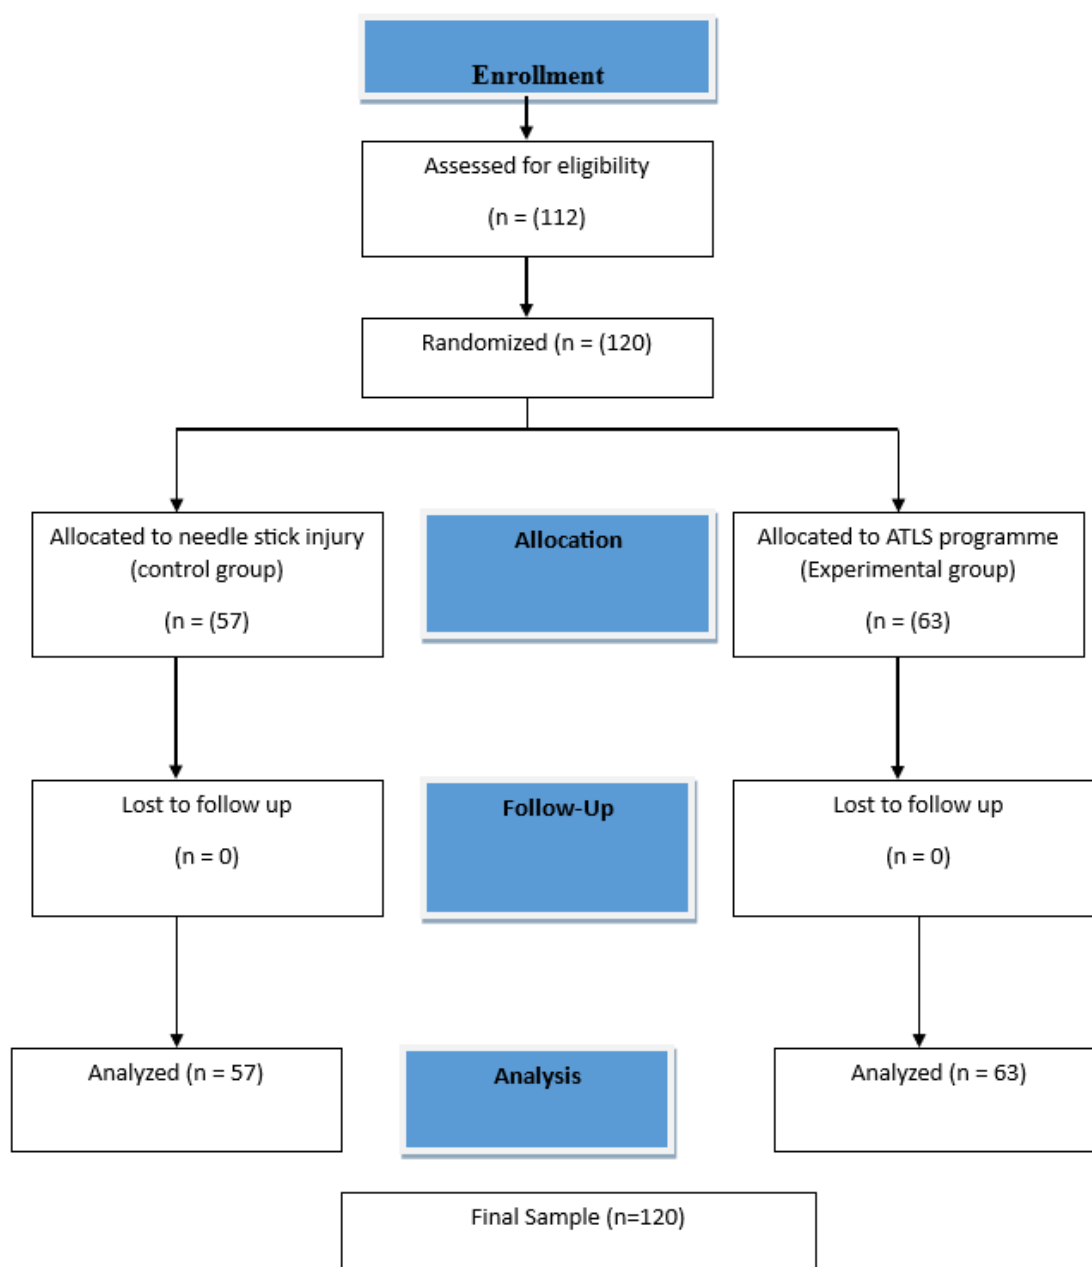 Enrollment
Assessed for eligibility
(n = (112)
Randomized (n = (120)
Allocated to needle stick injury
(control group)
(n = (57)
Allocation
Allocated to ATLS programme
(Experimental group)
(n = (63)
Lost to follow up
(n = 0)
Follow-Up
Lost to follow up
(n = 0)
Analyzed (n = 57)
Analysis
Analyzed (n = 63)
Final Sample (n=120)